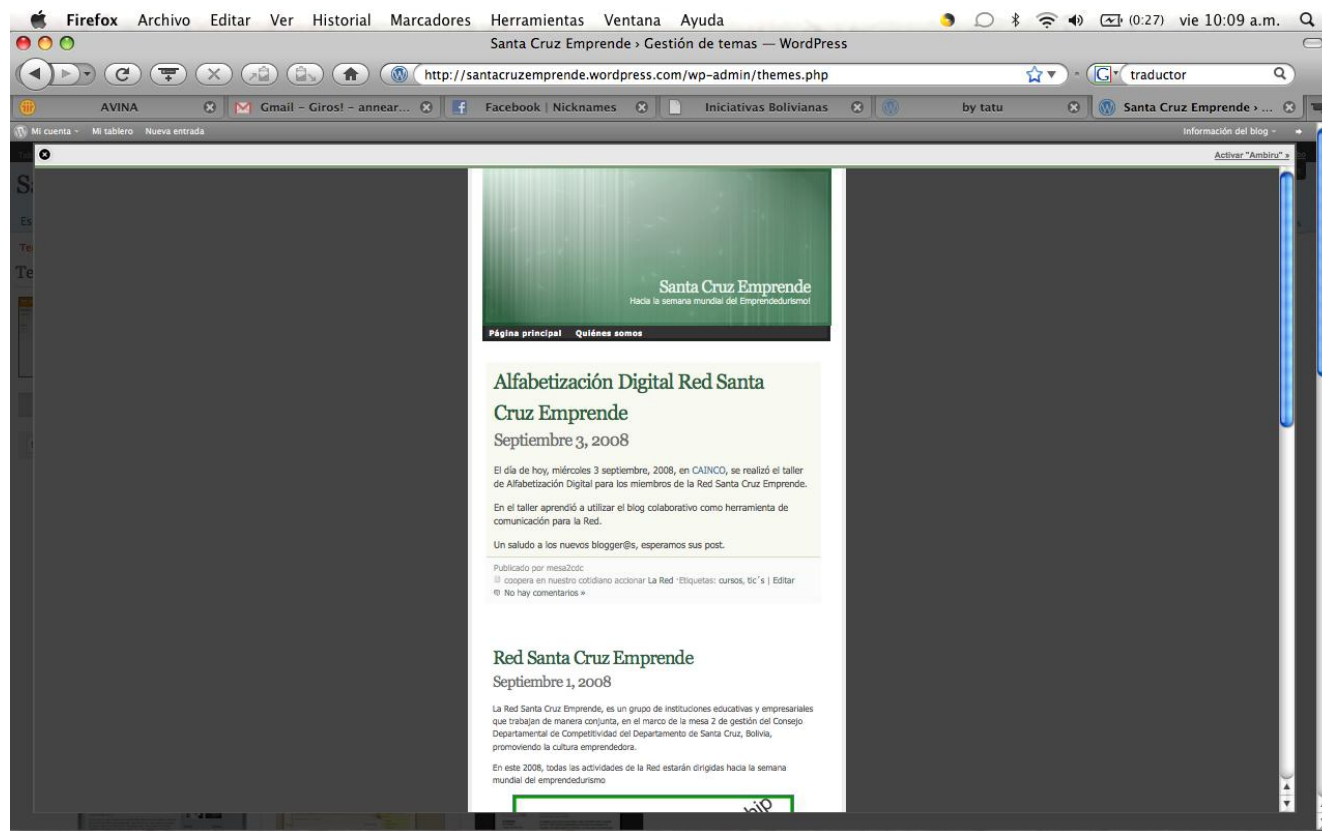 Firefox Archivo Editar Ver Historial Marcadores Herramientas Ventana Ayuda (0:27) vie 10:09 a.m.
Santa Cruz Emprende › Gestión de temas — WordPress
http://santacruzemprende.wordpress.com/wp-admin/themes.php traductor
AVINA Gmail – Giros! – annear... Facebook | Nicknames Iniciativas Bolivianas by tatu Santa Cruz Emprende › ...
Mi cuenta Mi tablero Nueva entrada Información del blog
Activar "Ambiru" »
Santa Cruz Emprende
Hacia la semana mundial del Emprendedurismo!
Página principal Quiénes somos
Alfabetización Digital Red Santa
Cruz Emprende
Septiembre 3, 2008
El día de hoy, miércoles 3 septiembre, 2008, en CAINCO, se realizó el taller
de Alfabetización Digital para los miembros de la Red Santa Cruz Emprende.
En el taller aprendió a utilizar el blog colaborativo como herramienta de
comunicación para la Red.
Un saludo a los nuevos blogger@s, esperamos sus post.
Publicado por mesa2cdc
coopera en nuestro cotidiano accionar La Red · Etiquetas: cursos, tic´s | Editar
No hay comentarios »
Red Santa Cruz Emprende
Septiembre 1, 2008
La Red Santa Cruz Emprende, es un grupo de instituciones educativas y empresariales
que trabajan de manera conjunta, en el marco de la mesa 2 de gestión del Consejo
Departamental de Competitividad del Departamento de Santa Cruz, Bolivia,
promoviendo la cultura emprendedora.
En este 2008, todas las actividades de la Red estarán dirigidas hacia la semana
mundial del emprendedurismo
hip